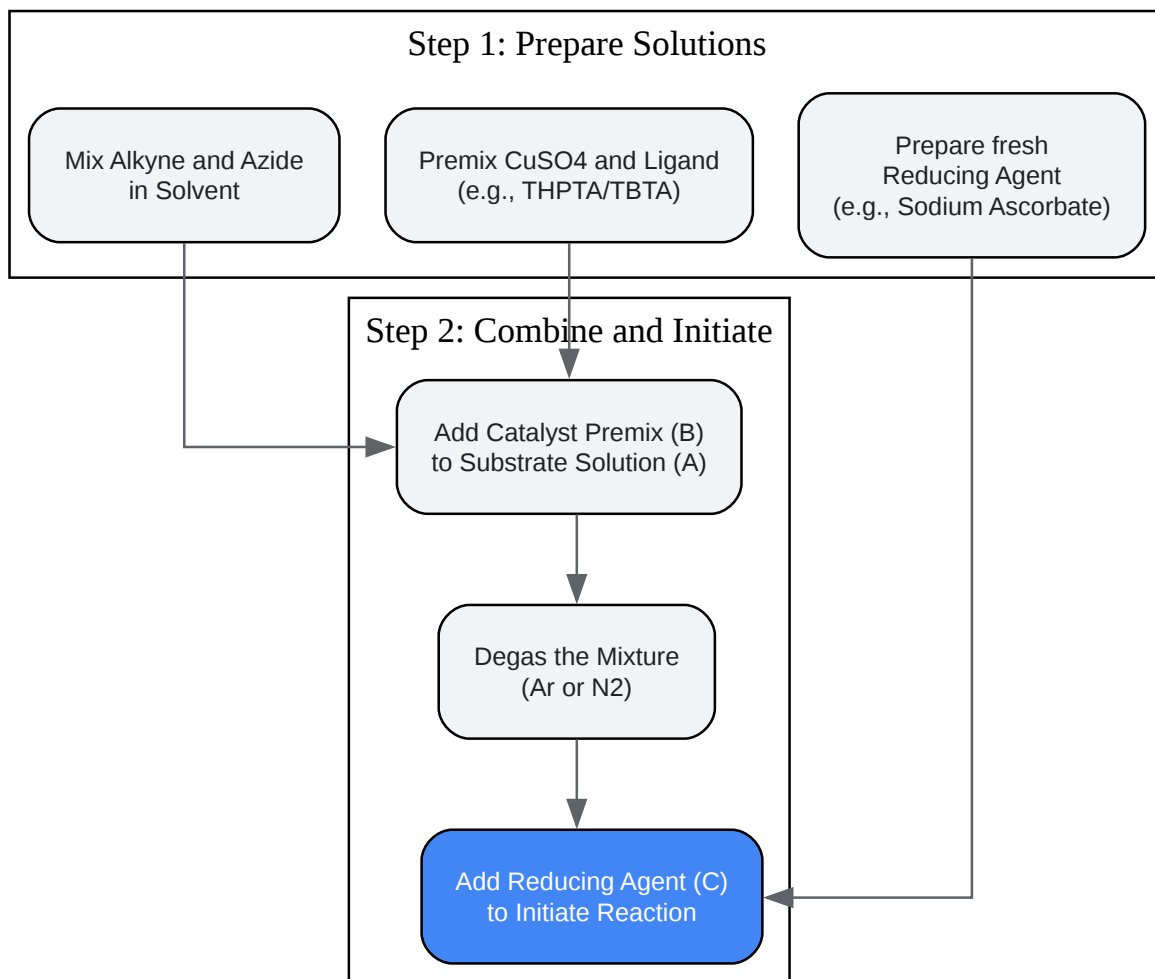 Step 1: Prepare Solutions
Mix Alkyne and Azide
in Solvent
Premix CuSO4 and Ligand
(e.g., THPTA/TBTA)
Prepare fresh
Reducing Agent
(e.g., Sodium Ascorbate)
Step 2: Combine and Initiate
Add Catalyst Premix (B)
to Substrate Solution (A)
Degas the Mixture
(Ar or N2)
Add Reducing Agent (C)
to Initiate Reaction